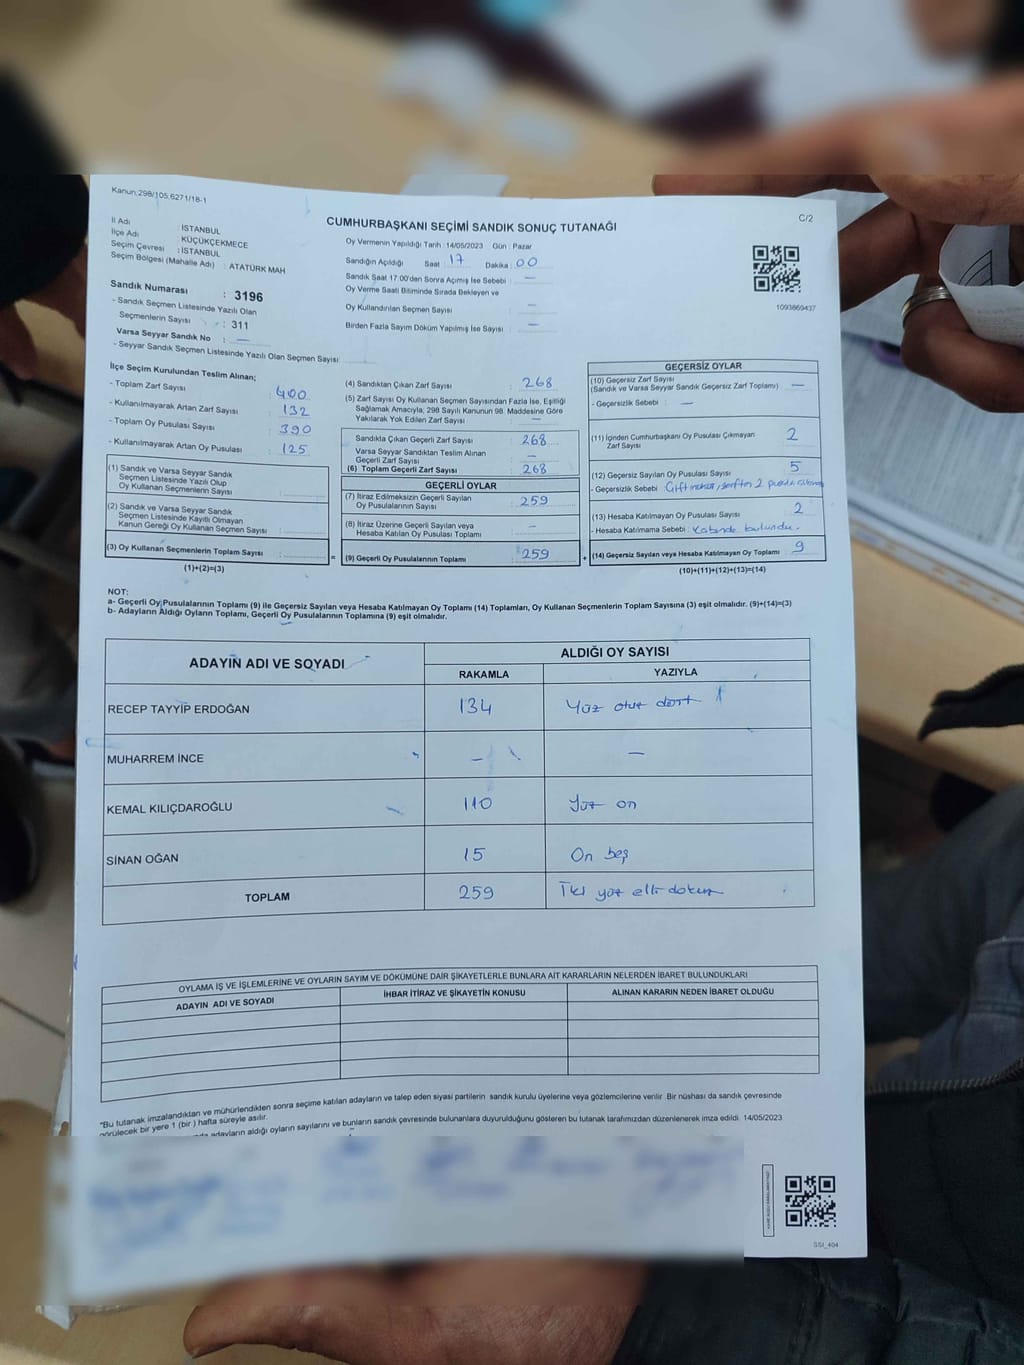 Kanun:298/105.6271/18-1
C/2
CUMHURBAŞKANI SEÇİMİ SANDIK SONUÇ TUTANAĞI
İl Adı : İSTANBUL
İlçe Adı : KÜÇÜKÇEKMECE
Seçim Çevresi : İSTANBUL
Seçim Bölgesi (Mahalle Adı) : ATATÜRK MAH
Sandık Numarası : 3196
- Sandık Seçmen Listesinde Yazılı Olan
Seçmenlerin Sayısı : 311
Varsa Seyyar Sandık No : —
- Seyyar Sandık Seçmen Listesinde Yazılı Olan Seçmen Sayısı
Oy Vermenin Yapıldığı Tarih : 14/05/2023 Gün : Pazar
Sandığın Açıldığı Saat : 17 Dakika : 00
Sandık Saat 17.00'den Sonra Açımış İse Sebebi : —
Oy Verme Saati Bitiminde Sırada Bekleyen ve
Oy Kullandırılan Seçmen Sayısı : —
Birden Fazla Sayım Döküm Yapılmış İse Sayısı : —
1093869437
İlçe Seçim Kurulundan Teslim Alınan;
- Toplam Zarf Sayısı : 400
- Kullanılmayarak Artan Zarf Sayısı : 132
- Toplam Oy Pusulası Sayısı : 390
- Kullanılmayarak Artan Oy Pusulası : 125
(1) Sandık ve Varsa Seyyar Sandık
Seçmen Listesinde Yazılı Olup
Oy Kullanan Seçmenlerin Sayısı :
(2) Sandık ve Varsa Seyyar Sandık
Seçmen Listesinde Kayıtlı Olmayan
Kanun Gereği Oy Kullanan Seçmen Sayısı :
(3) Oy Kullanan Seçmenlerin Toplam Sayısı :
(1)+(2)=(3)
(4) Sandıktan Çıkan Zarf Sayısı : 268
(5) Zarf Sayısı Oy Kullanan Seçmen Sayısından Fazla İse, Eşitliği
Sağlamak Amacıyla, 298 Sayılı Kanunun 98. Maddesine Göre
Yakılarak Yok Edilen Zarf Sayısı : —
Sandıkta Çıkan Geçerli Zarf Sayısı : 268
Varsa Seyyar Sandıktan Teslim Alınan
Geçerli Zarf Sayısı : —
(6) Toplam Geçerli Zarf Sayısı : 268
GEÇERLİ OYLAR
(7) İtiraz Edilmeksizin Geçerli Sayılan
Oy Pusulalarının Sayısı : 259
(8) İtiraz Üzerine Geçerli Sayılan veya
Hesaba Katılan Oy Pusulası Toplamı : —
= (9) Geçerli Oy Pusulalarının Toplamı : 259
GEÇERSİZ OYLAR
(10) Geçersiz Zarf Sayısı
(Sandık ve Varsa Seyyar Sandık Geçersiz Zarf Toplamı) : —
- Geçersizlik Sebebi : —
(11) İçinden Cumhurbaşkanı Oy Pusulası Çıkmayan
Zarf Sayısı : 2
(12) Geçersiz Sayılan Oy Pusulası Sayısı : 5
- Geçersizlik Sebebi : Çift mühür, zarftan 2 pusula
(13) Hesaba Katılmayan Oy Pusulası Sayısı : 2
- Hesaba Katılmama Sebebi : Kabinde bulundu.
+ (14) Geçersiz Sayılan veya Hesaba Katılmayan Oy Toplamı : 9
(10)+(11)+(12)+(13)=(14)
NOT:
a- Geçerli Oy Pusulalarının Toplamı (9) ile Geçersiz Sayılan veya Hesaba Katılmayan Oy Toplamı (14) Toplamları, Oy Kullanan Seçmenlerin Toplam Sayısına (3) eşit olmalıdır. (9)+(14)=(3)
b- Adayların Aldığı Oyların Toplamı, Geçerli Oy Pusulalarının Toplamına (9) eşit olmalıdır.
ADAYIN ADI VE SOYADI
ALDIĞI OY SAYISI
RAKAMLA YAZIYLA
RECEP TAYYİP ERDOĞAN 134 Yüz otuz dört
MUHARREM İNCE — —
KEMAL KILIÇDAROĞLU 110 Yüz on
SİNAN OĞAN 15 On beş
TOPLAM 259 İki yüz elli dokuz
OYLAMA İŞ VE İŞLEMLERİNE VE OYLARIN SAYIM VE DÖKÜMÜNE DAİR ŞİKAYETLERLE BUNLARA AİT KARARLARIN NELERDEN İBARET BULUNDUKLARI
ADAYIN ADI VE SOYADI İHBAR İTİRAZ VE ŞİKAYETİN KONUSU ALINAN KARARIN NEDEN İBARET OLDUĞU
"Bu tutanak imzalandıktan ve mühürlendikten sonra seçime katılan adayların ve talep eden siyasi partilerin sandık kurulu üyelerine veya gözlemcilerine verilir. Bir nüshası da sandık çevresinde
görülecek bir yere 1 (bir) hafta süreyle asılır.
adayların aldığı oyların sayılarını ve bunların sandık çevresinde bulunanlara duyurulduğunu gösteren bu tutanak tarafımızdan düzenlenerek imza edildi. 14/05/2023
SSI_404